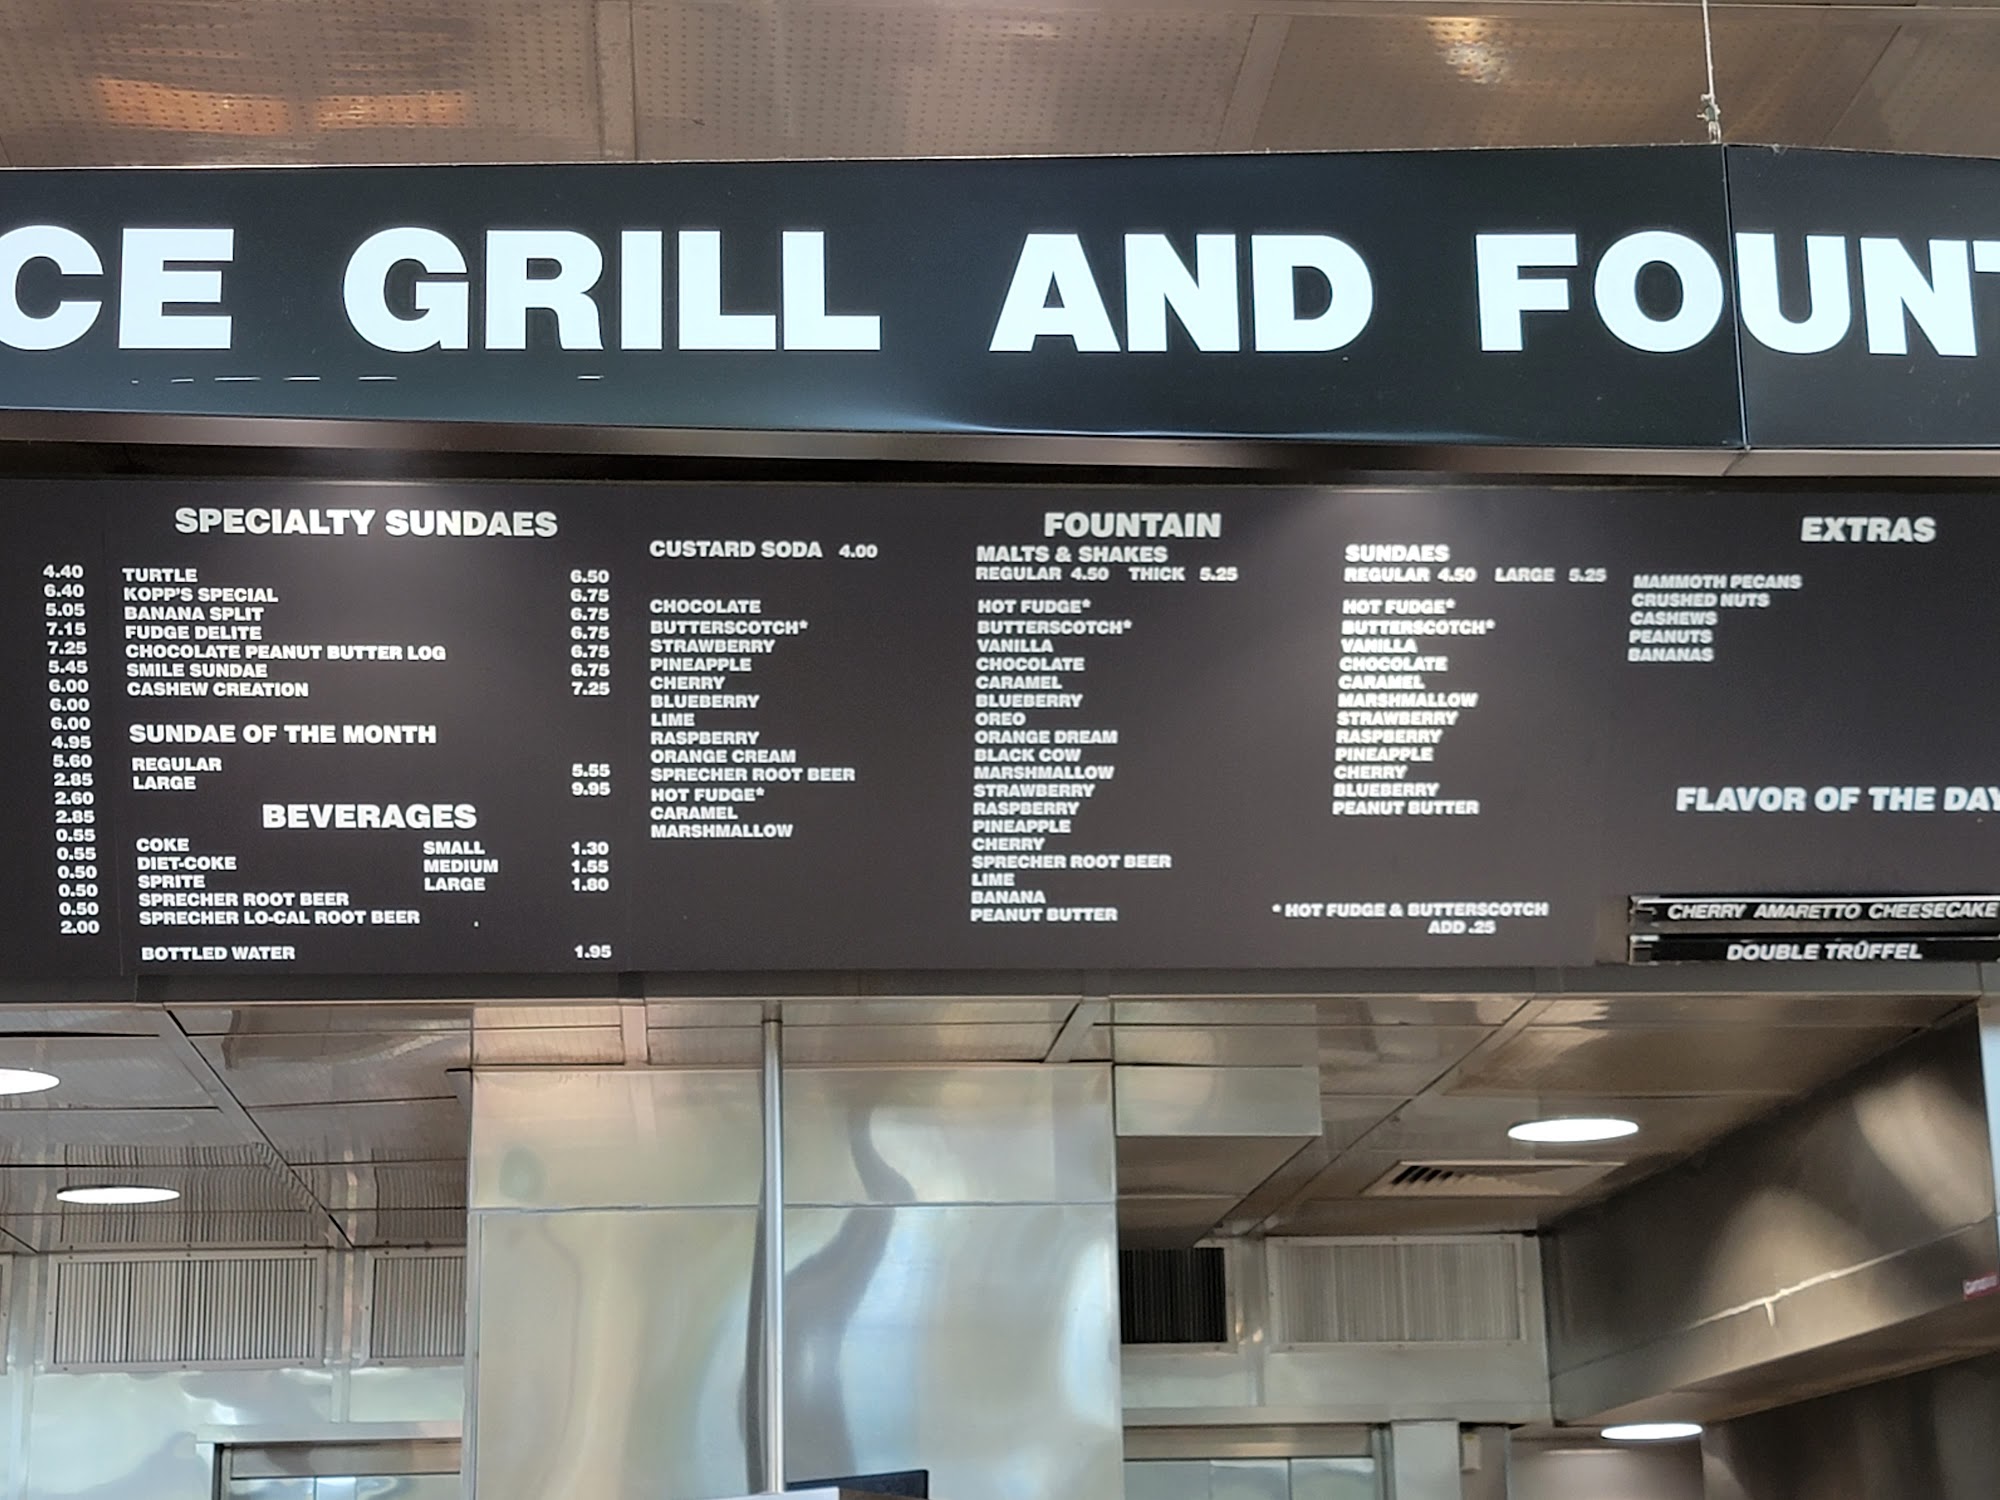 CE GRILL AND FOUNT
4.40
6.40
5.05
7.15
7.25
5.45
6.00
6.00
6.00
4.95
5.60
2.85
2.60
2.85
0.55
0.55
0.50
0.50
0.50
2.00
SPECIALTY SUNDAES
TURTLE 6.50
KOPP'S SPECIAL 6.75
BANANA SPLIT 6.75
FUDGE DELITE 6.75
CHOCOLATE PEANUT BUTTER LOG 6.75
SMILE SUNDAE 6.75
CASHEW CREATION 7.25
SUNDAE OF THE MONTH
REGULAR 5.55
LARGE 9.95
BEVERAGES
COKE SMALL 1.30
DIET-COKE MEDIUM 1.55
SPRITE LARGE 1.80
SPRECHER ROOT BEER
SPRECHER LO-CAL ROOT BEER
BOTTLED WATER 1.95
FOUNTAIN
CUSTARD SODA 4.00
CHOCOLATE
BUTTERSCOTCH*
STRAWBERRY
PINEAPPLE
CHERRY
BLUEBERRY
LIME
RASPBERRY
ORANGE CREAM
SPRECHER ROOT BEER
HOT FUDGE*
CARAMEL
MARSHMALLOW
MALTS & SHAKES
REGULAR 4.50 THICK 5.25
HOT FUDGE*
BUTTERSCOTCH*
VANILLA
CHOCOLATE
CARAMEL
BLUEBERRY
OREO
ORANGE DREAM
BLACK COW
MARSHMALLOW
STRAWBERRY
RASPBERRY
PINEAPPLE
CHERRY
SPRECHER ROOT BEER
LIME
BANANA
PEANUT BUTTER
SUNDAES
REGULAR 4.50 LARGE 5.25
HOT FUDGE*
BUTTERSCOTCH*
VANILLA
CHOCOLATE
CARAMEL
MARSHMALLOW
STRAWBERRY
RASPBERRY
PINEAPPLE
CHERRY
BLUEBERRY
PEANUT BUTTER
* HOT FUDGE & BUTTERSCOTCH
ADD .25
EXTRAS
MAMMOTH PECANS
CRUSHED NUTS
CASHEWS
PEANUTS
BANANAS
FLAVOR OF THE DAY
CHERRY AMARETTO CHEESECAKE
DOUBLE TRÜFFEL